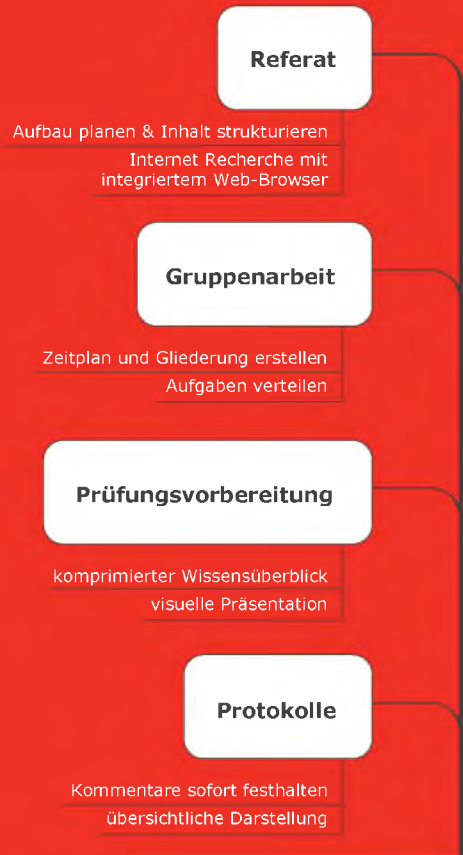 Referat
Aufbau planen & Inhalt strukturieren
Internet Recherche mit
integriertem Web-Browser
Gruppenarbeit
Zeitplan und Gliederung erstellen
Aufgaben verteilen
Prüfungsvorbereitung
komprimierter Wissensüberblick
visuelle Präsentation
Protokolle
Kommentare sofort festhalten
übersichtliche Darstellung